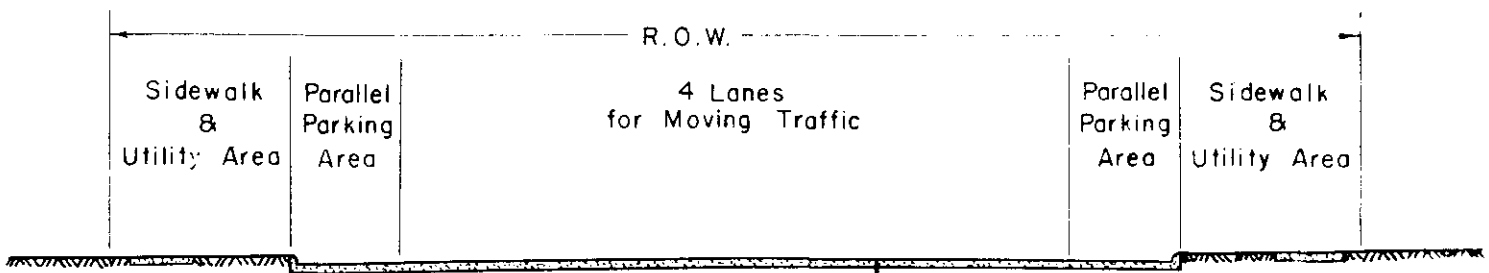 R.O.W.
Sidewalk
&
Utility Area
Parallel
Parking
Area
4 Lanes
for Moving Traffic
Parallel
Parking
Area
Sidewalk
&
Utility Area